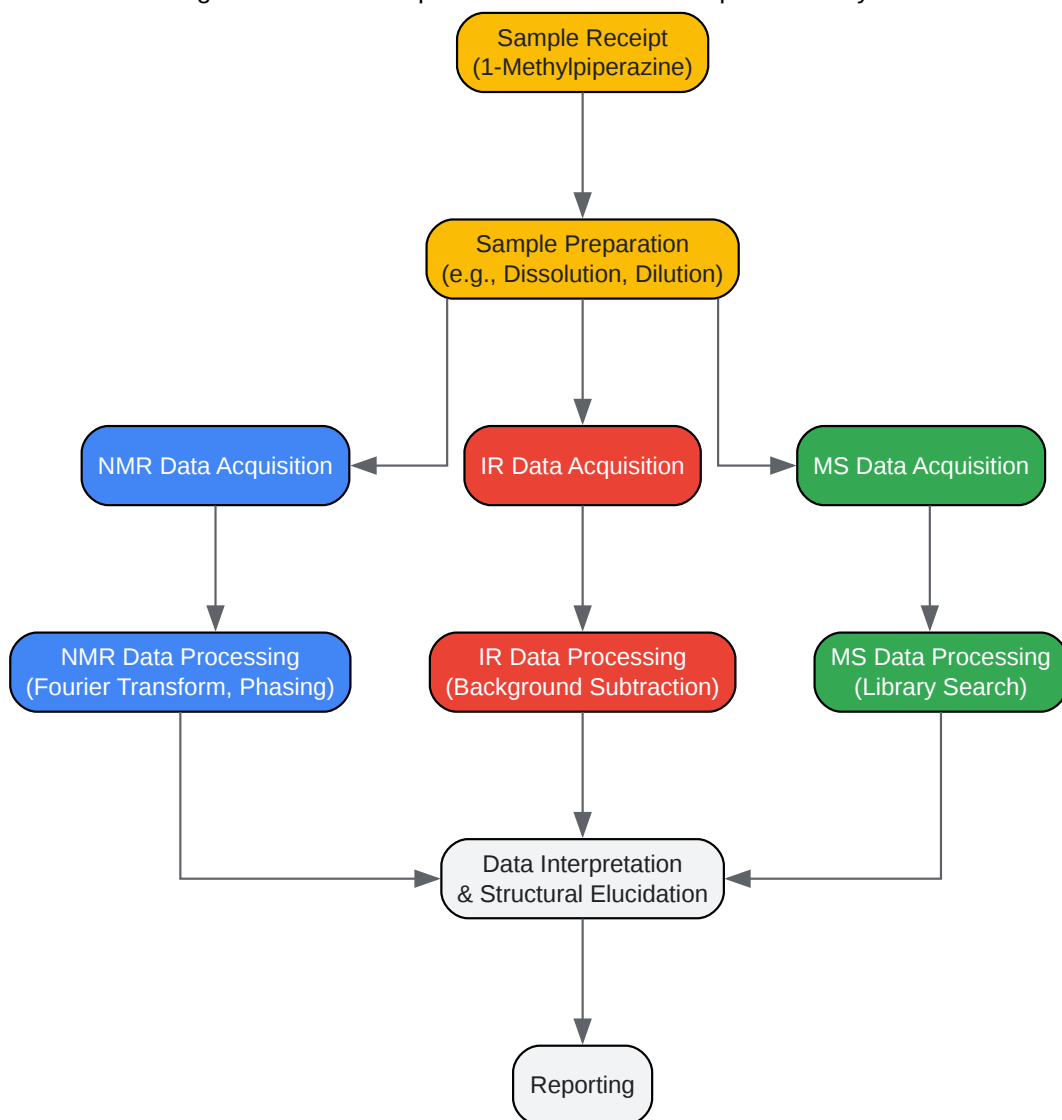 Sample Receipt
(1-Methylpiperazine)
Sample Preparation
(e.g., Dissolution, Dilution)
NMR Data Acquisition
IR Data Acquisition
MS Data Acquisition
NMR Data Processing
(Fourier Transform, Phasing)
IR Data Processing
(Background Subtraction)
MS Data Processing
(Library Search)
Data Interpretation
& Structural Elucidation
Reporting